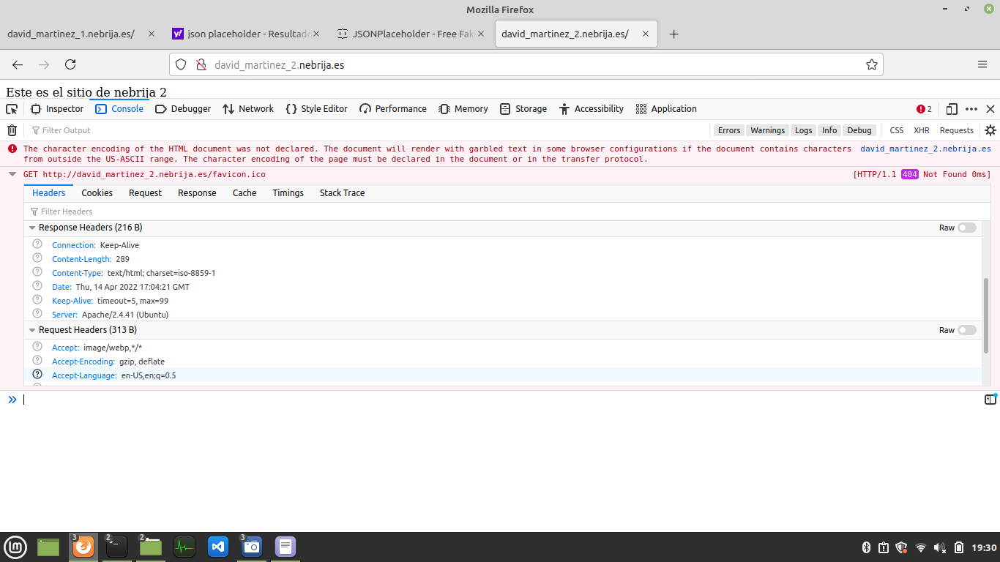 Mozilla Firefox
david_martinez_1.nebrija.es/
json placeholder - Resultado
JSONPlaceholder - Free Fak
david_martinez_2.nebrija.es/
david_martinez_2.nebrija.es
Este es el sitio de nebrija 2
Inspector Console Debugger Network Style Editor Performance Memory Storage Accessibility Application 2
Filter Output Errors Warnings Logs Info Debug CSS XHR Requests
The character encoding of the HTML document was not declared. The document will render with garbled text in some browser configurations if the document contains characters david_martinez_2.nebrija.es
from outside the US-ASCII range. The character encoding of the page must be declared in the document or in the transfer protocol.
GET http://david_martinez_2.nebrija.es/favicon.ico [HTTP/1.1 404 Not Found 0ms]
Headers Cookies Request Response Cache Timings Stack Trace
Filter Headers
Response Headers (216 B) Raw
Connection: Keep-Alive
Content-Length: 289
Content-Type: text/html; charset=iso-8859-1
Date: Thu, 14 Apr 2022 17:04:21 GMT
Keep-Alive: timeout=5, max=99
Server: Apache/2.4.41 (Ubuntu)
Request Headers (313 B) Raw
Accept: image/webp,*/*
Accept-Encoding: gzip, deflate
Accept-Language: en-US,en;q=0.5
3 2 2 3 19:30